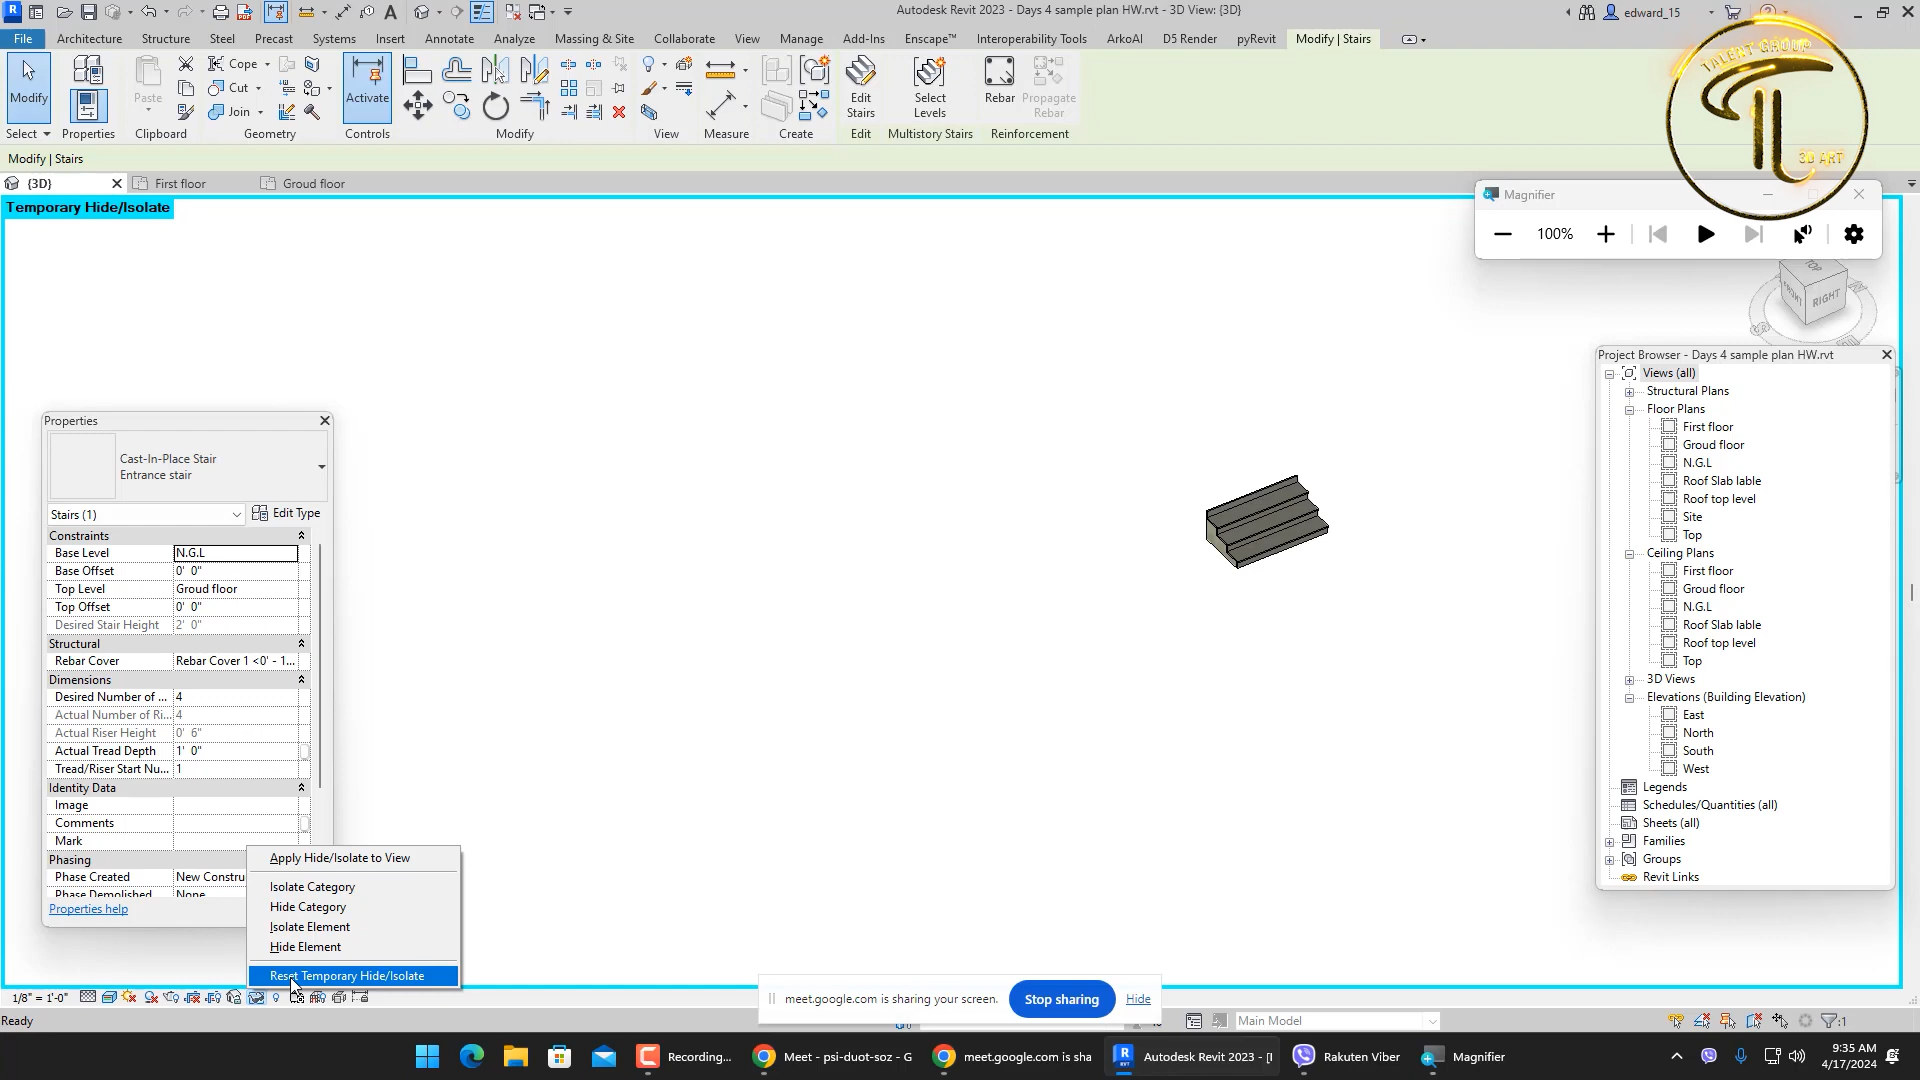 Autodesk Revit 2023 - Days 4 sample plan HW.rvt - 3D View: {3D}
edward_15
File
Architecture
Structure
Steel
Precast
Systems
Insert
Annotate
Analyze
Massing & Site
Collaborate
View
Manage
Add-Ins
Enscape™
Interoperability Tools
ArkoAI
D5 Render
pyRevit
Modify | Stairs
TALENT GROUP
3D ART
Modify
Paste
Cope
Cut
Join
Activate
Edit
Stairs
Select
Levels
Rebar
Propagate
Rebar
Select
Properties
Clipboard
Geometry
Controls
Modify
View
Measure
Create
Edit
Multistory Stairs
Reinforcement
Modify | Stairs
{3D}
First floor
Groud floor
Temporary Hide/Isolate
Magnifier
100%
TOP
FRONT
RIGHT
Properties
Cast-In-Place Stair
Entrance stair
Stairs (1)
Edit Type
Constraints
Base Level N.G.L
Base Offset 0' 0"
Top Level Groud floor
Top Offset 0' 0"
Desired Stair Height 2' 0"
Structural
Rebar Cover Rebar Cover 1 <0' - 1...
Dimensions
Desired Number of ... 4
Actual Number of Ri... 4
Actual Riser Height 0' 6"
Actual Tread Depth 1' 0"
Tread/Riser Start Nu... 1
Identity Data
Image
Comments
Mark
Phasing
Phase Created New Constru
Phase Demolished None
Properties help
Apply Hide/Isolate to View
Isolate Category
Hide Category
Isolate Element
Hide Element
Reset Temporary Hide/Isolate
Project Browser - Days 4 sample plan HW.rvt
Views (all)
Structural Plans
Floor Plans
First floor
Groud floor
N.G.L
Roof Slab lable
Roof top level
Site
Top
Ceiling Plans
First floor
Groud floor
N.G.L
Roof Slab lable
Roof top level
Top
3D Views
Elevations (Building Elevation)
East
North
South
West
Legends
Schedules/Quantities (all)
Sheets (all)
Families
Groups
Revit Links
1/8" = 1'-0"
meet.google.com is sharing your screen.
Stop sharing
Hide
Ready
Main Model
:1
Recording...
Meet - psi-duot-soz - G
meet.google.com is sha
Autodesk Revit 2023 - [
Rakuten Viber
Magnifier
9:35 AM
4/17/2024